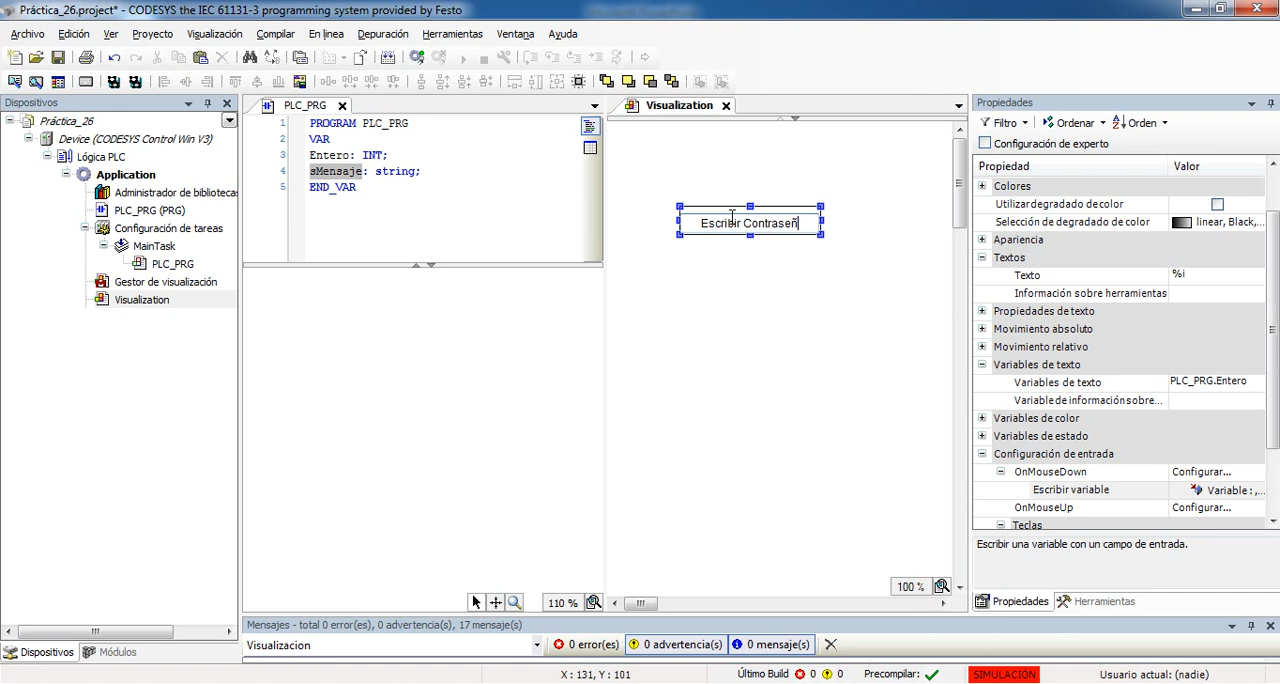 Práctica_26.project* - CODESYS the IEC 61131-3 programming system provided by Festo
Archivo Edición Ver Proyecto Visualización Compilar En línea Depuración Herramientas Ventana Ayuda
Dispositivos
Práctica_26
Device (CODESYS Control Win V3)
Lógica PLC
Application
Administrador de bibliotecas
PLC_PRG (PRG)
Configuración de tareas
MainTask
PLC_PRG
Gestor de visualización
Visualization
Dispositivos Módulos
PLC_PRG
1 PROGRAM PLC_PRG
2 VAR
3 Entero: INT;
4 sMensaje: string;
5 END_VAR
110 %
Visualization
Escribir Contraseñ
100 %
Propiedades
Filtro Ordenar Orden
Configuración de experto
Propiedad Valor
Colores
Utilizar degradado de color
Selección de degradado de color linear, Black,...
Apariencia
Textos
Texto %i
Información sobre herramientas
Propiedades de texto
Movimiento absoluto
Movimiento relativo
Variables de texto
Variables de texto PLC_PRG.Entero
Variable de información sobre...
Variables de color
Variables de estado
Configuración de entrada
OnMouseDown Configurar...
Escribir variable Variable : ,...
OnMouseUp Configurar...
Teclas
Escribir una variable con un campo de entrada.
Propiedades Herramientas
Mensajes - total 0 error(es), 0 advertencia(s), 17 mensaje(s)
Visualizacion 0 error(es) 0 advertencia(s) 0 mensaje(s)
X : 131, Y : 101 Último Build 0 0 Precompilar: SIMULACIÓN Usuario actual: (nadie)